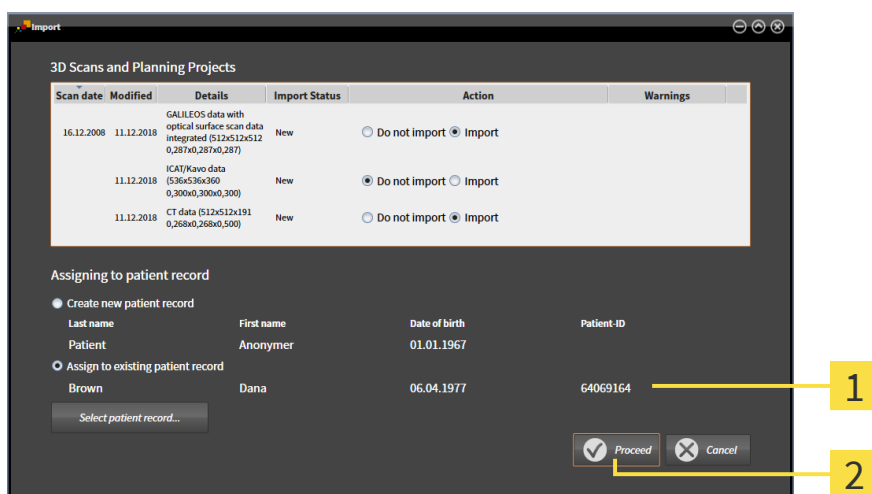 Import
3D Scans and Planning Projects
Scan date Modified Details Import Status Action Warnings
GALILEOS data with
optical surface scan data
16.12.2008 11.12.2018 integrated (512x512x512 New Do not import Import
0,287x0,287x0,287)
ICAT/Kavo data
11.12.2018 (536x536x360 New Do not import Import
0,300x0,300x0,300)
11.12.2018 CT data (512x512x191 New Do not import Import
0,268x0,268x0,500)
Assigning to patient record
Create new patient record
Last name First name Date of birth Patient-ID
Patient Anonymer 01.01.1967
Assign to existing patient record
Brown Dana 06.04.1977 64069164
1
Select patient record...
Proceed Cancel
2